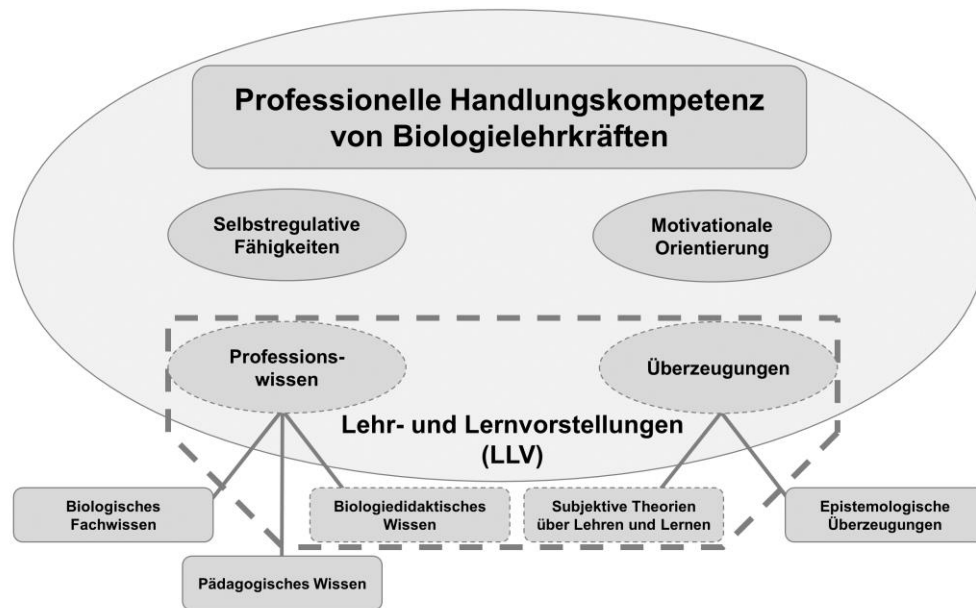 Professionelle Handlungskompetenz
von Biologielehrkräften
Selbstregulative
Fähigkeiten
Motivationale
Orientierung
Professions-
wissen
Überzeugungen
Lehr- und Lernvorstellungen
(LLV)
Biologisches
Fachwissen
Biologiedidaktisches
Wissen
Subjektive Theorien
über Lehren und Lernen
Epistemologische
Überzeugungen
Pädagogisches Wissen